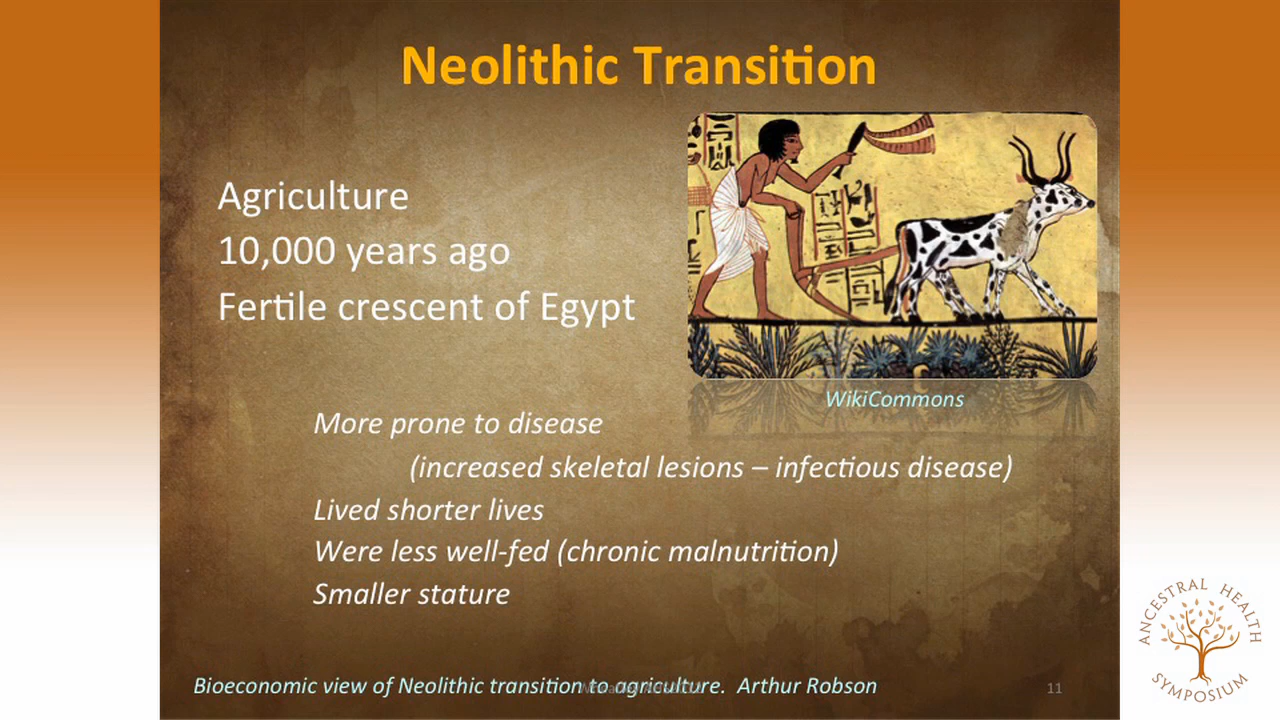 Neolithic Transition
Agriculture
10,000 years ago
Fertile crescent of Egypt
WikiCommons
More prone to disease
(increased skeletal lesions – infectious disease)
Lived shorter lives
Were less well-fed (chronic malnutrition)
Smaller stature
Bioeconomic view of Neolithic transition to agriculture. Arthur Robson
11
ANCESTRAL HEALTH
SYMPOSIUM